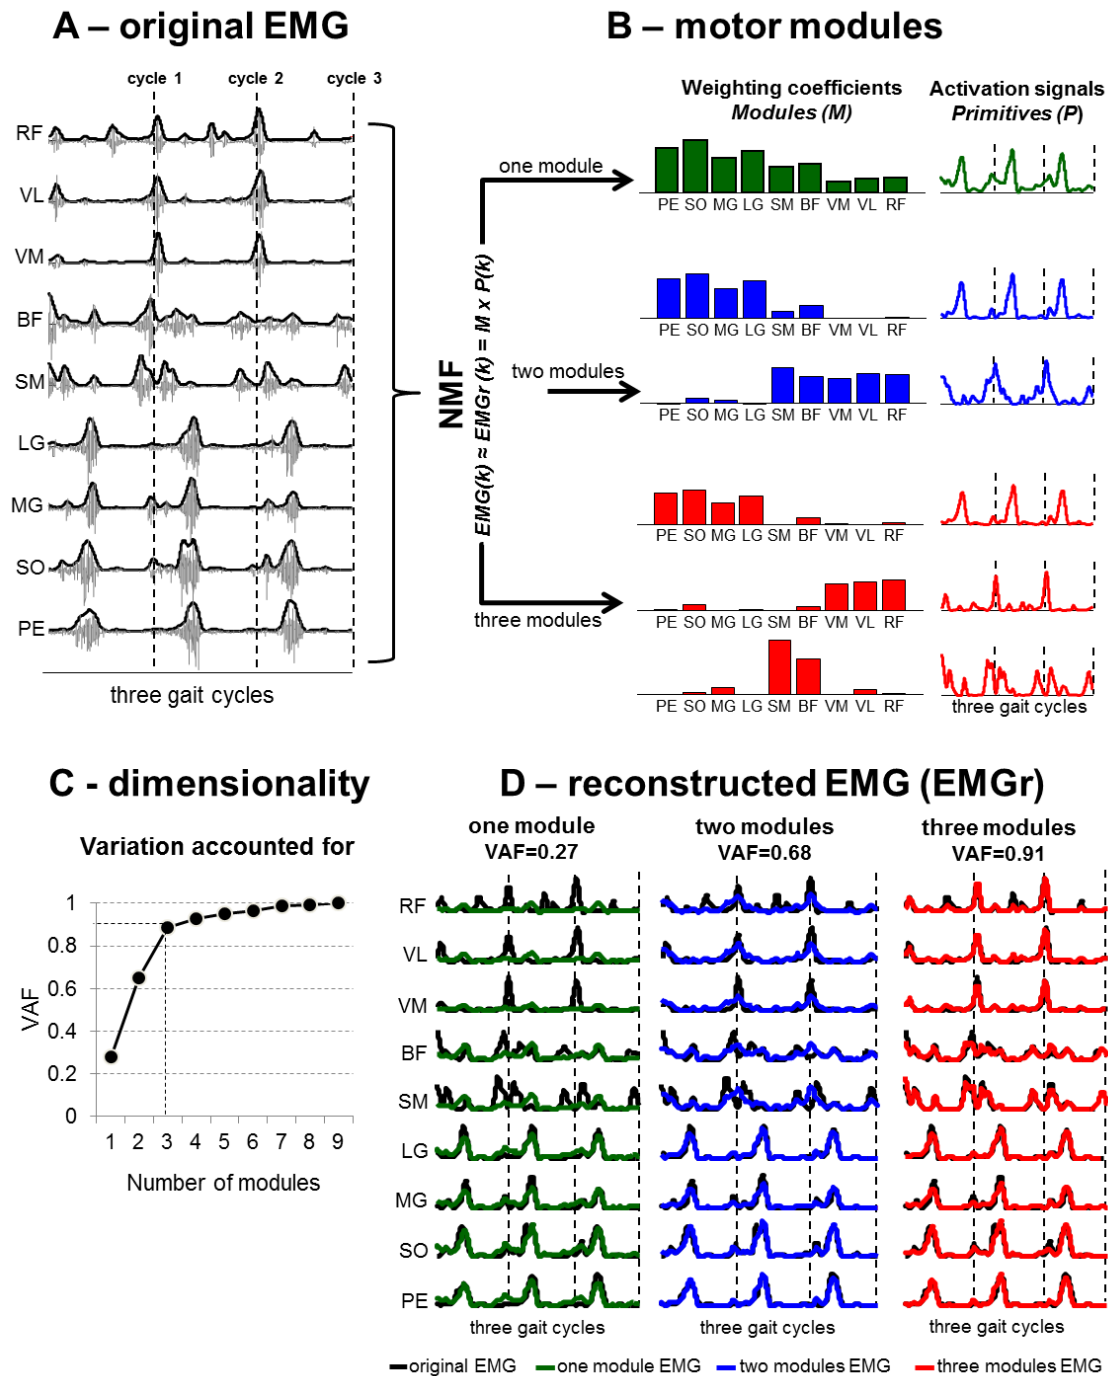 A – original EMG
cycle 1 cycle 2 cycle 3
RF
VL
VM
BF
SM
LG
MG
SO
PE
three gait cycles
B – motor modules
Weighting coefficients
Modules (M)
Activation signals
Primitives (P)
NMF
EMG(k) ≈ EMGr (k) = M x P(k)
one module
PE SO MG LG SM BF VM VL RF
PE SO MG LG SM BF VM VL RF
two modules
PE SO MG LG SM BF VM VL RF
PE SO MG LG SM BF VM VL RF
three modules
PE SO MG LG SM BF VM VL RF
PE SO MG LG SM BF VM VL RF
three gait cycles
C - dimensionality
Variation accounted for
VAF
1
0.8
0.6
0.4
0.2
0
1 2 3 4 5 6 7 8 9
Number of modules
D – reconstructed EMG (EMGr)
one module
VAF=0.27
two modules
VAF=0.68
three modules
VAF=0.91
RF
VL
VM
BF
SM
LG
MG
SO
PE
three gait cycles three gait cycles three gait cycles
original EMG one module EMG two modules EMG three modules EMG